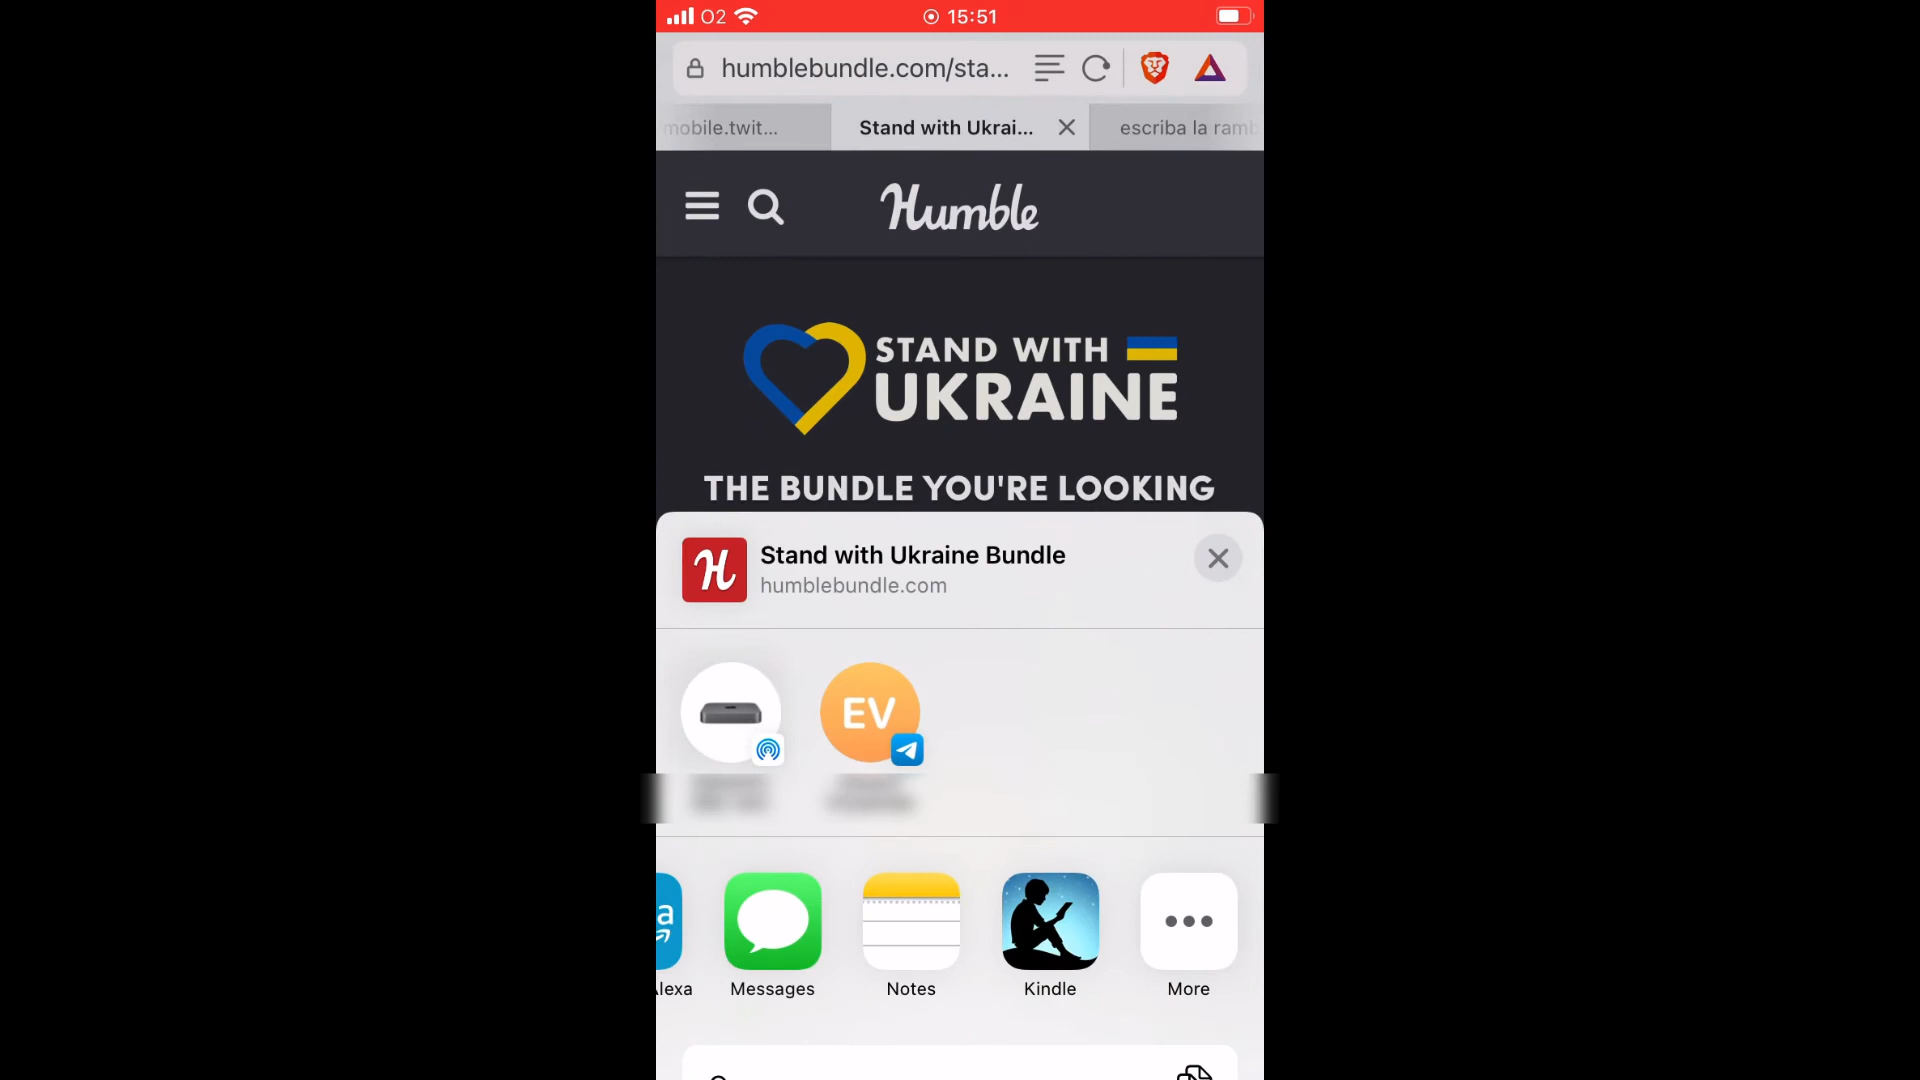 O2 15:51
humblebundle.com/sta...
mobile.twit... Stand with Ukrai... escriba la ramb
Humble
STAND WITH
UKRAINE
THE BUNDLE YOU'RE LOOKING
H Stand with Ukraine Bundle
humblebundle.com
EV
a
lexa Messages Notes Kindle More